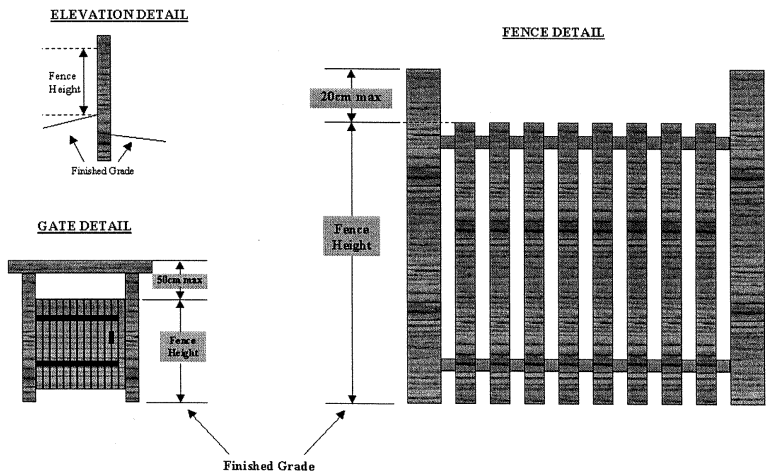 ELEVATION DETAIL
Fence
Height
Finished Grade
GATE DETAIL
50cm max
Fence
Height
FENCE DETAIL
20cm max
Fence
Height
Finished Grade